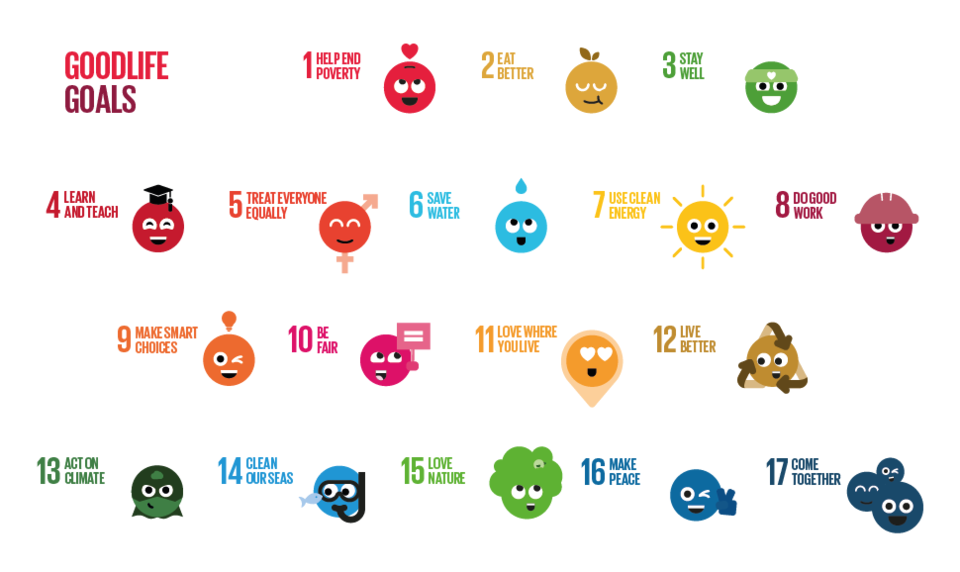 GOODLIFE
GOALS
1 HELP END
POVERTY
2 EAT
BETTER
3 STAY
WELL
4 LEARN
AND TEACH
5 TREAT EVERYONE
EQUALLY
6 SAVE
WATER
7 USE CLEAN
ENERGY
8 DO GOOD
WORK
9 MAKE SMART
CHOICES
10 BE
FAIR
11 LOVE WHERE
YOU LIVE
12 LIVE
BETTER
13 ACT ON
CLIMATE
14 CLEAN
OUR SEAS
15 LOVE
NATURE
16 MAKE
PEACE
17 COME
TOGETHER